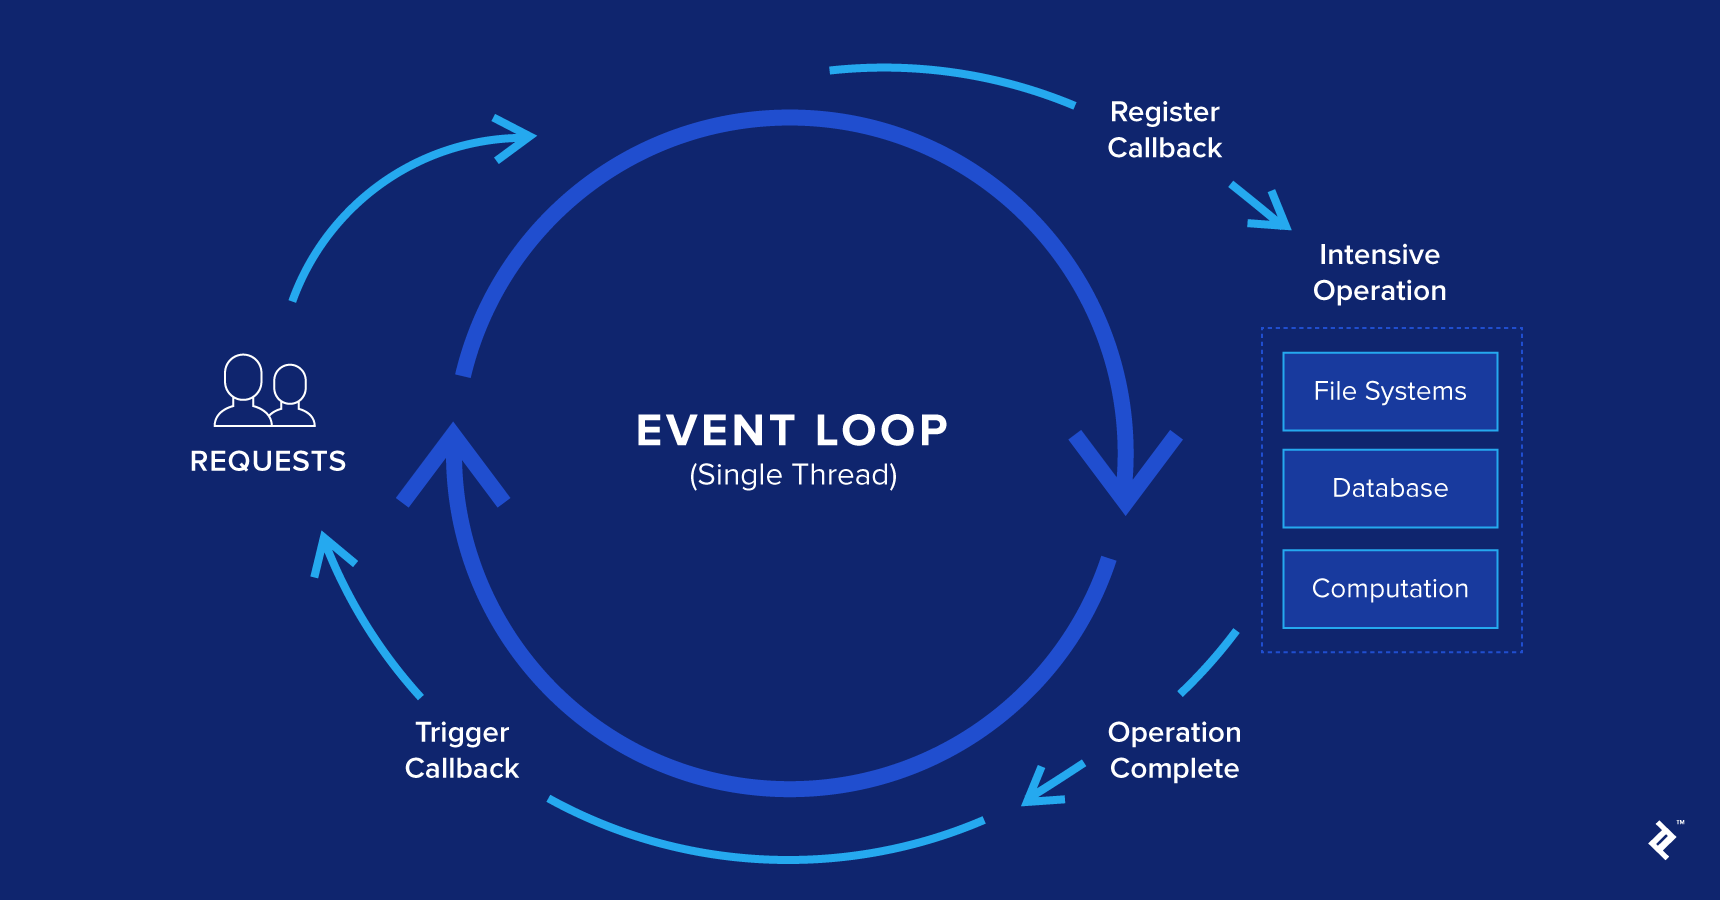 Register
Callback
Intensive
Operation
File Systems
Database
Computation
EVENT LOOP
(Single Thread)
REQUESTS
Trigger
Callback
Operation
Complete
™